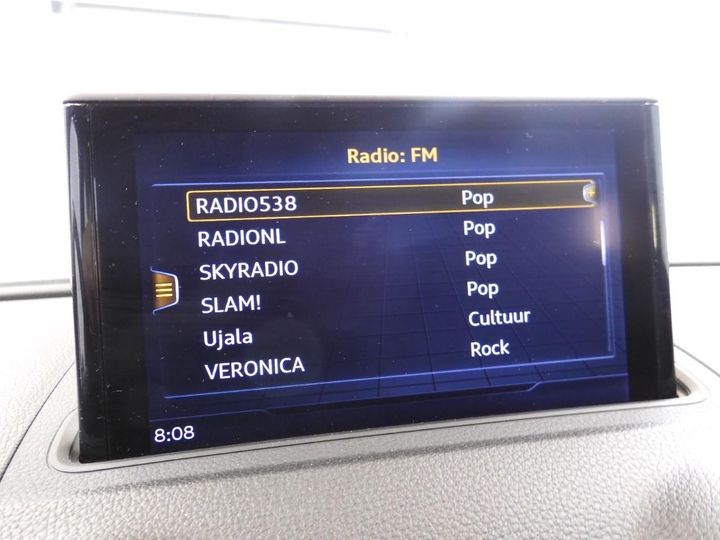 Radio: FM
RADIO538 Pop
RADIONL Pop
SKYRADIO Pop
SLAM! Pop
Ujala Cultuur
VERONICA Rock
8:08